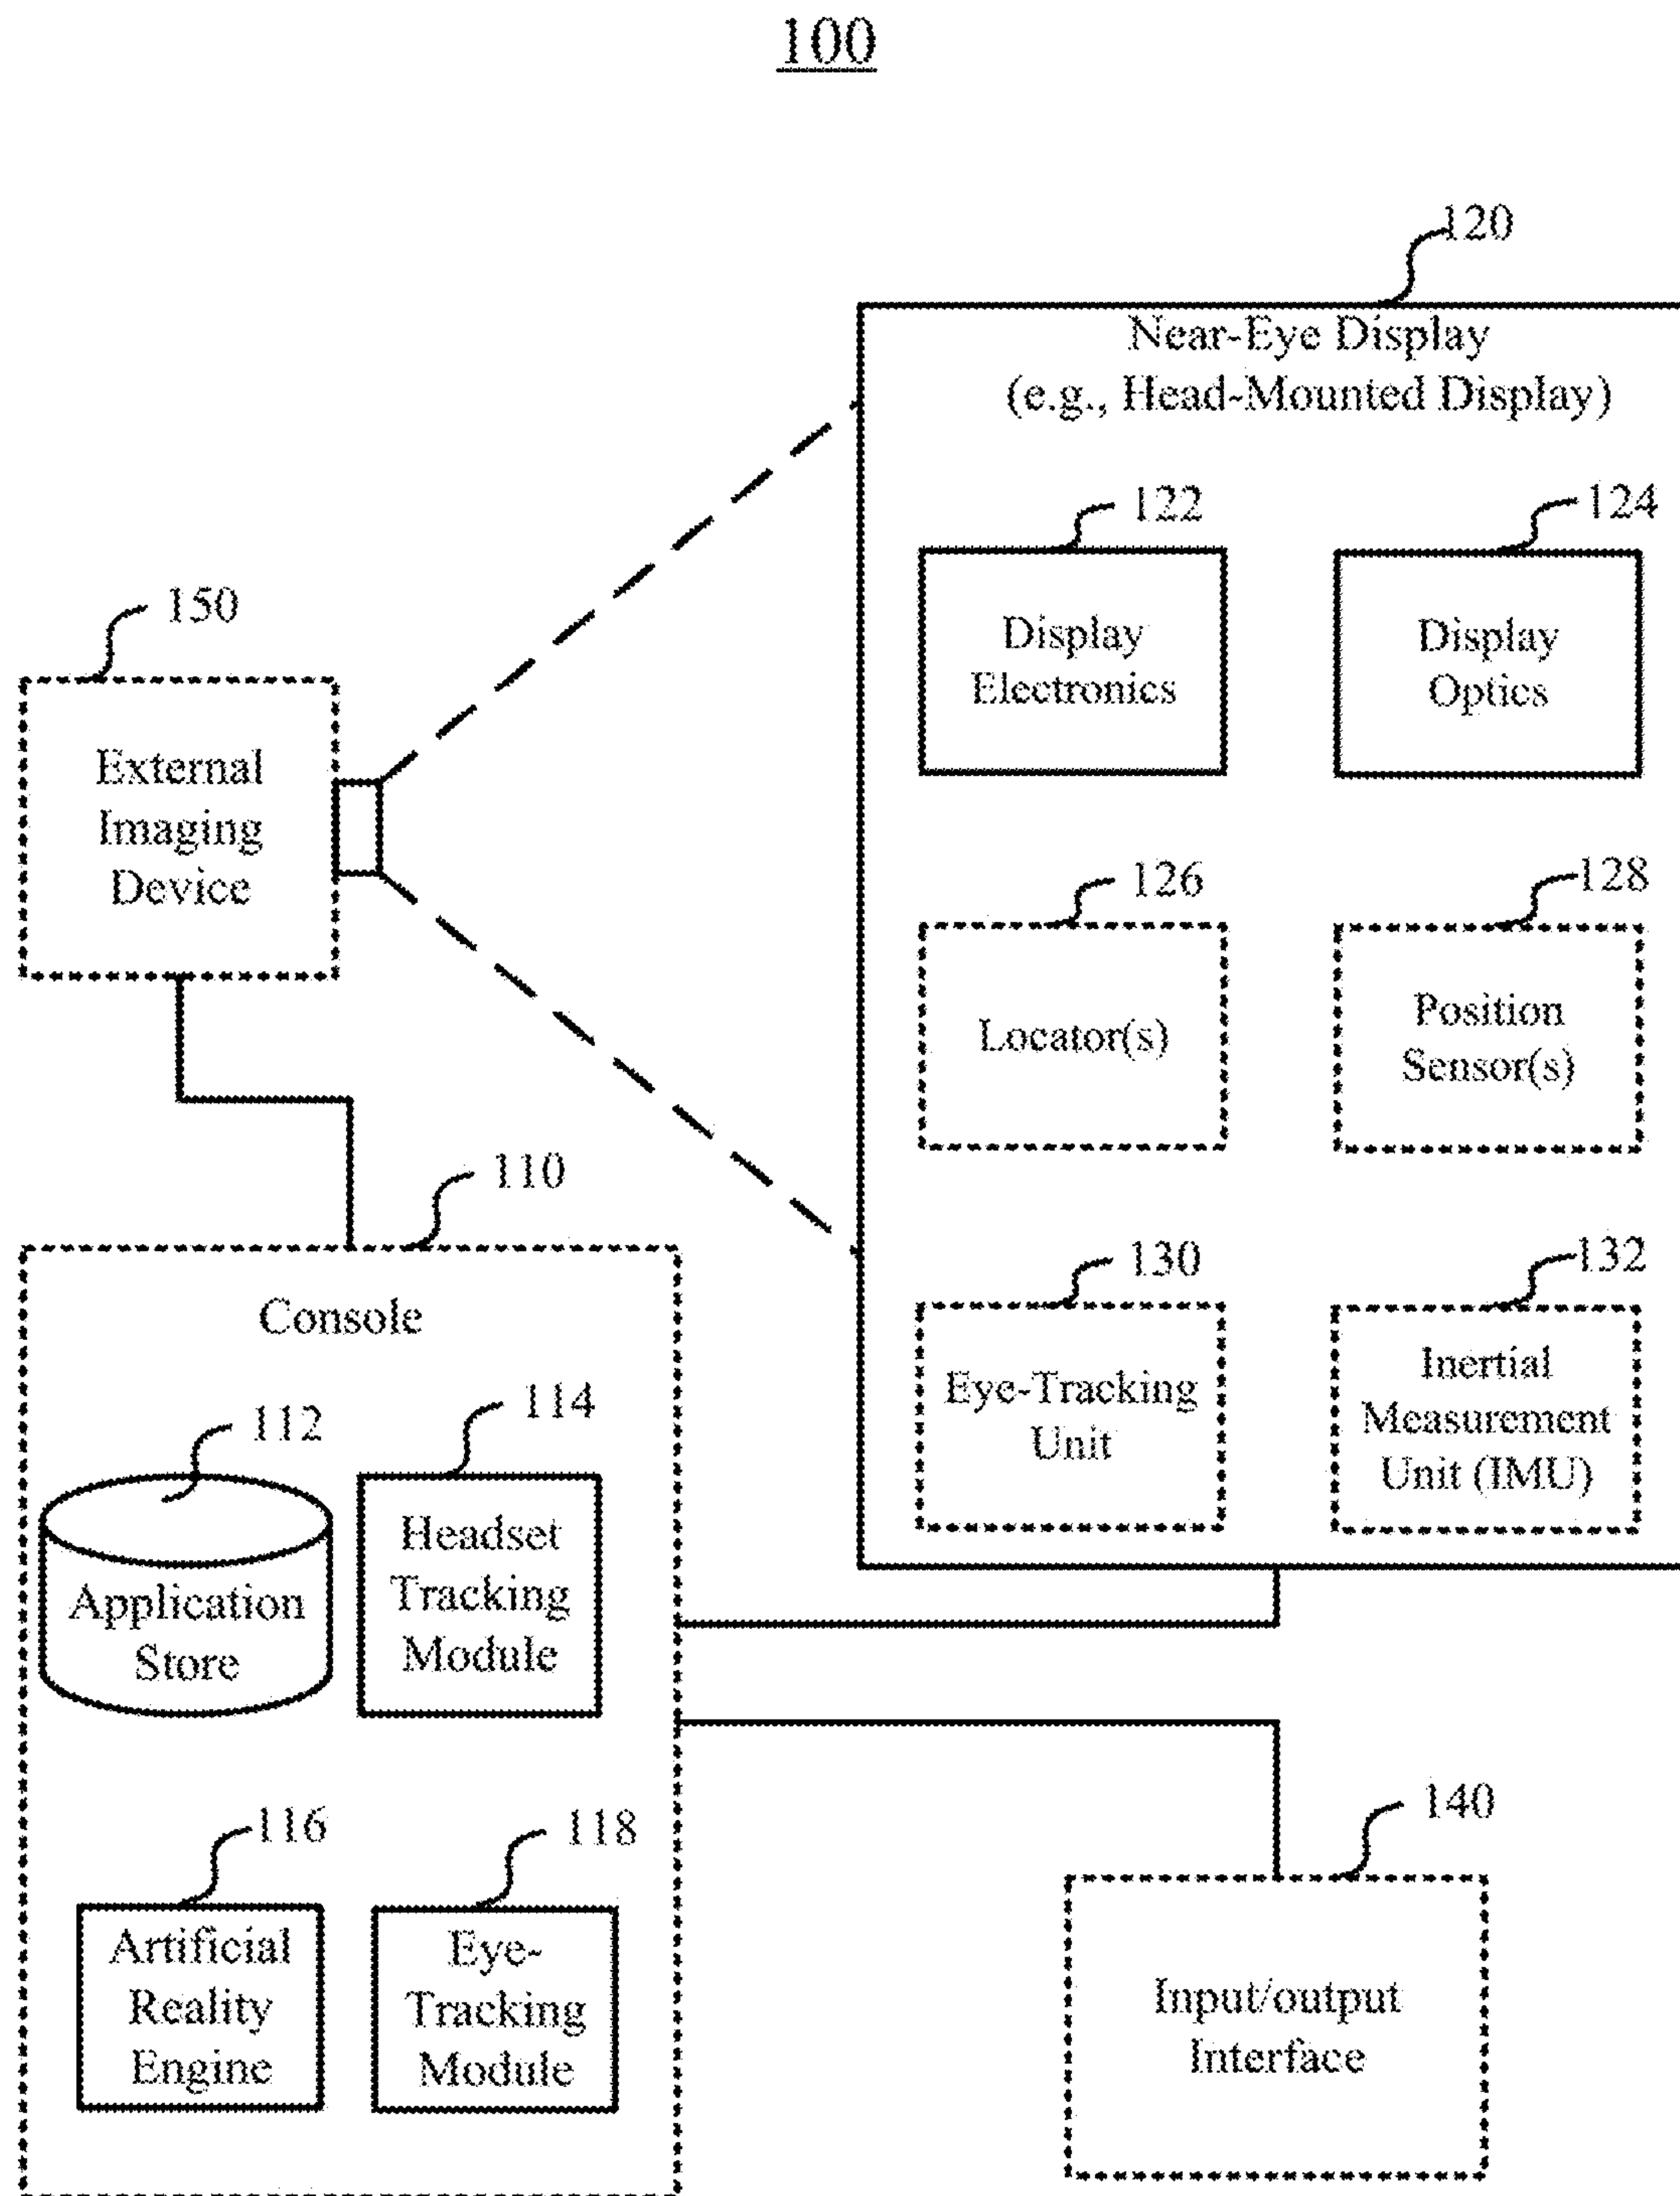 100
120
Near-Eye Display
(e.g., Head-Mounted Display)
122
124
Display
Electronics
Display
Optics
150
External
Imaging
Device
126
128
Locator(s)
Position
Sensor(s)
110
130
132
Console
Eye-Tracking
Unit
Inertial
Measurement
Unit (IMU)
112
114
Application
Store
Headset
Tracking
Module
116
118
140
Artificial
Reality
Engine
Eye-
Tracking
Module
Input/output
Interface